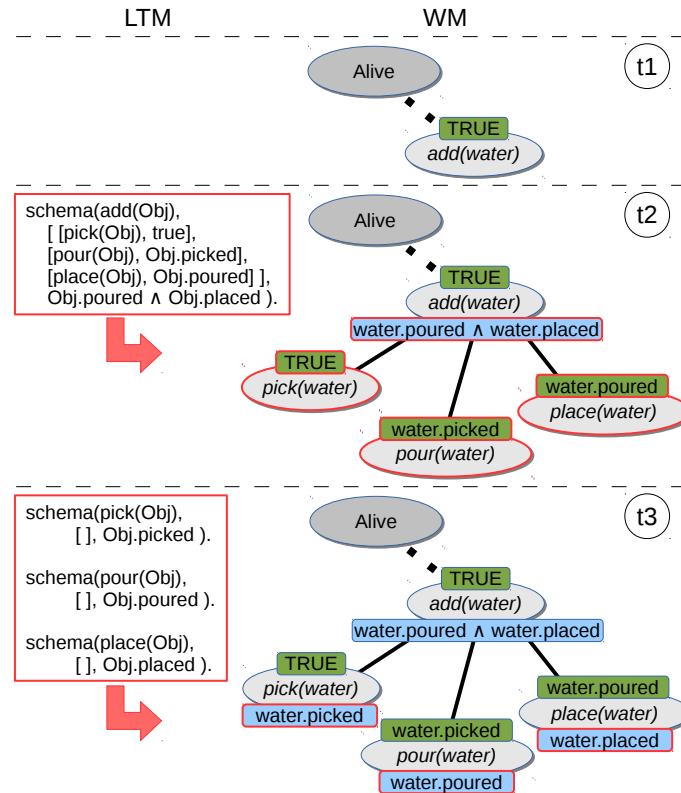 LTM
WM
t1
Alive
TRUE
add(water)
t2
schema(add(Obj),
[ [pick(Obj), true],
[pour(Obj), Obj.picked],
[place(Obj), Obj.poured] ],
Obj.poured ∧ Obj.placed ).
Alive
TRUE
add(water)
water.poured ∧ water.placed
TRUE
pick(water)
water.picked
pour(water)
water.poured
place(water)
t3
schema(pick(Obj),
[ ], Obj.picked ).
schema(pour(Obj),
[ ], Obj.poured ).
schema(place(Obj),
[ ], Obj.placed ).
Alive
TRUE
add(water)
water.poured ∧ water.placed
TRUE
pick(water)
water.picked
water.picked
pour(water)
water.poured
water.poured
place(water)
water.placed